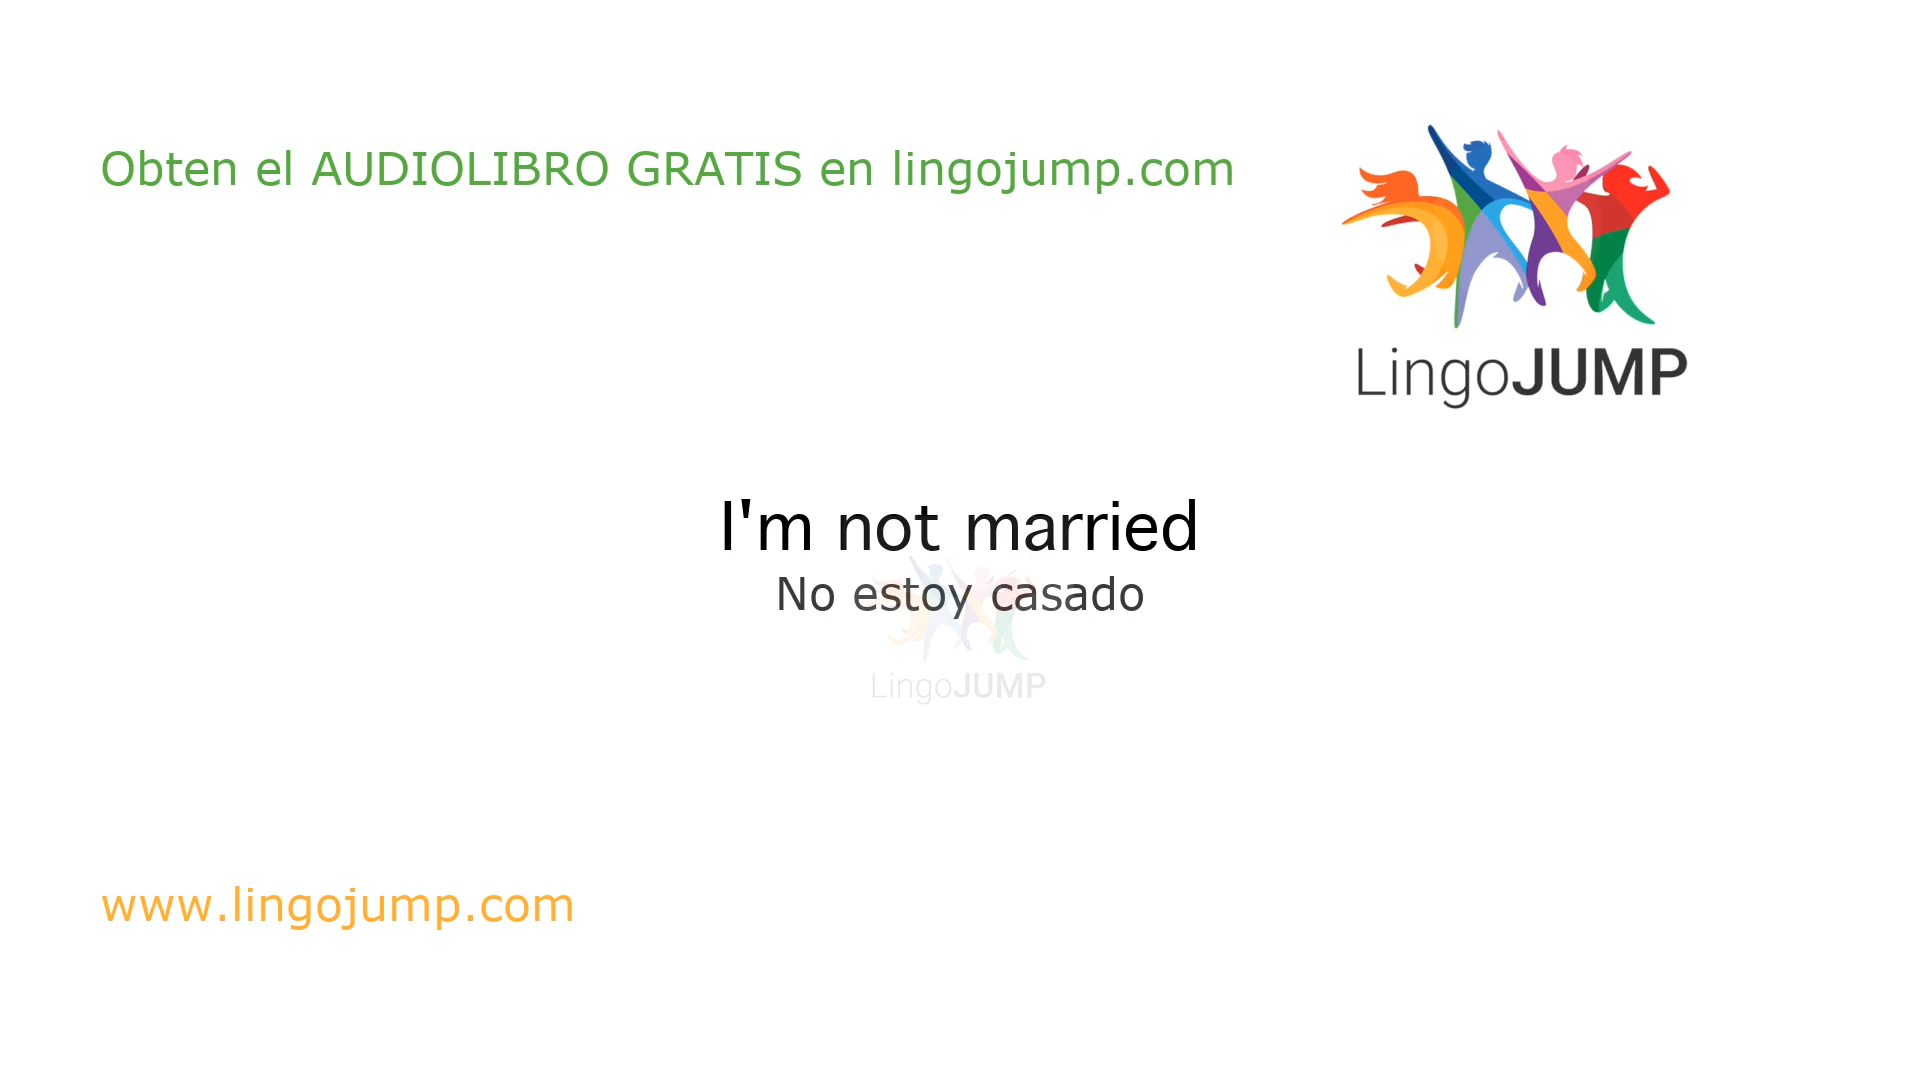 Obten el AUDIOLIBRO GRATIS en lingojump.com
LingoJUMP
I'm not married
No estoy casado
LingoJUMP
www.lingojump.com